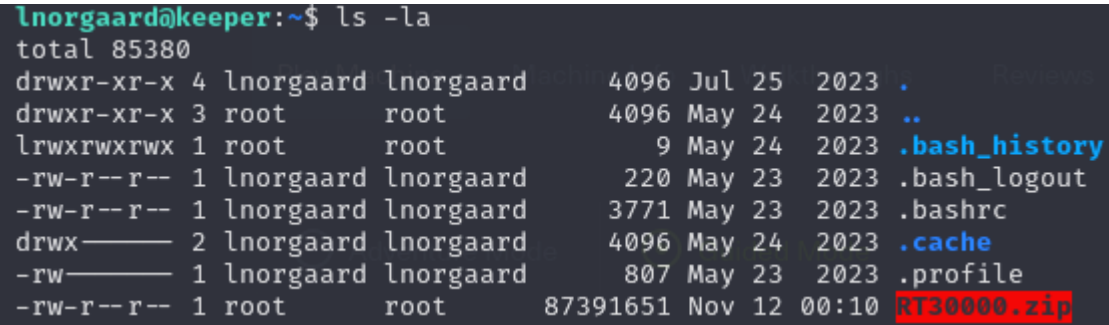 lnorgaard@keeper:~$ ls -la
total 85380
drwxr-xr-x 4 lnorgaard lnorgaard 4096 Jul 25 2023 .
drwxr-xr-x 3 root root 4096 May 24 2023 ..
lrwxrwxrwx 1 root root 9 May 24 2023 .bash_history
-rw-r--r-- 1 lnorgaard lnorgaard 220 May 23 2023 .bash_logout
-rw-r--r-- 1 lnorgaard lnorgaard 3771 May 23 2023 .bashrc
drwx------ 2 lnorgaard lnorgaard 4096 May 24 2023 .cache
-rw------- 1 lnorgaard lnorgaard 807 May 23 2023 .profile
-rw-r--r-- 1 root root 87391651 Nov 12 00:10 RT30000.zip